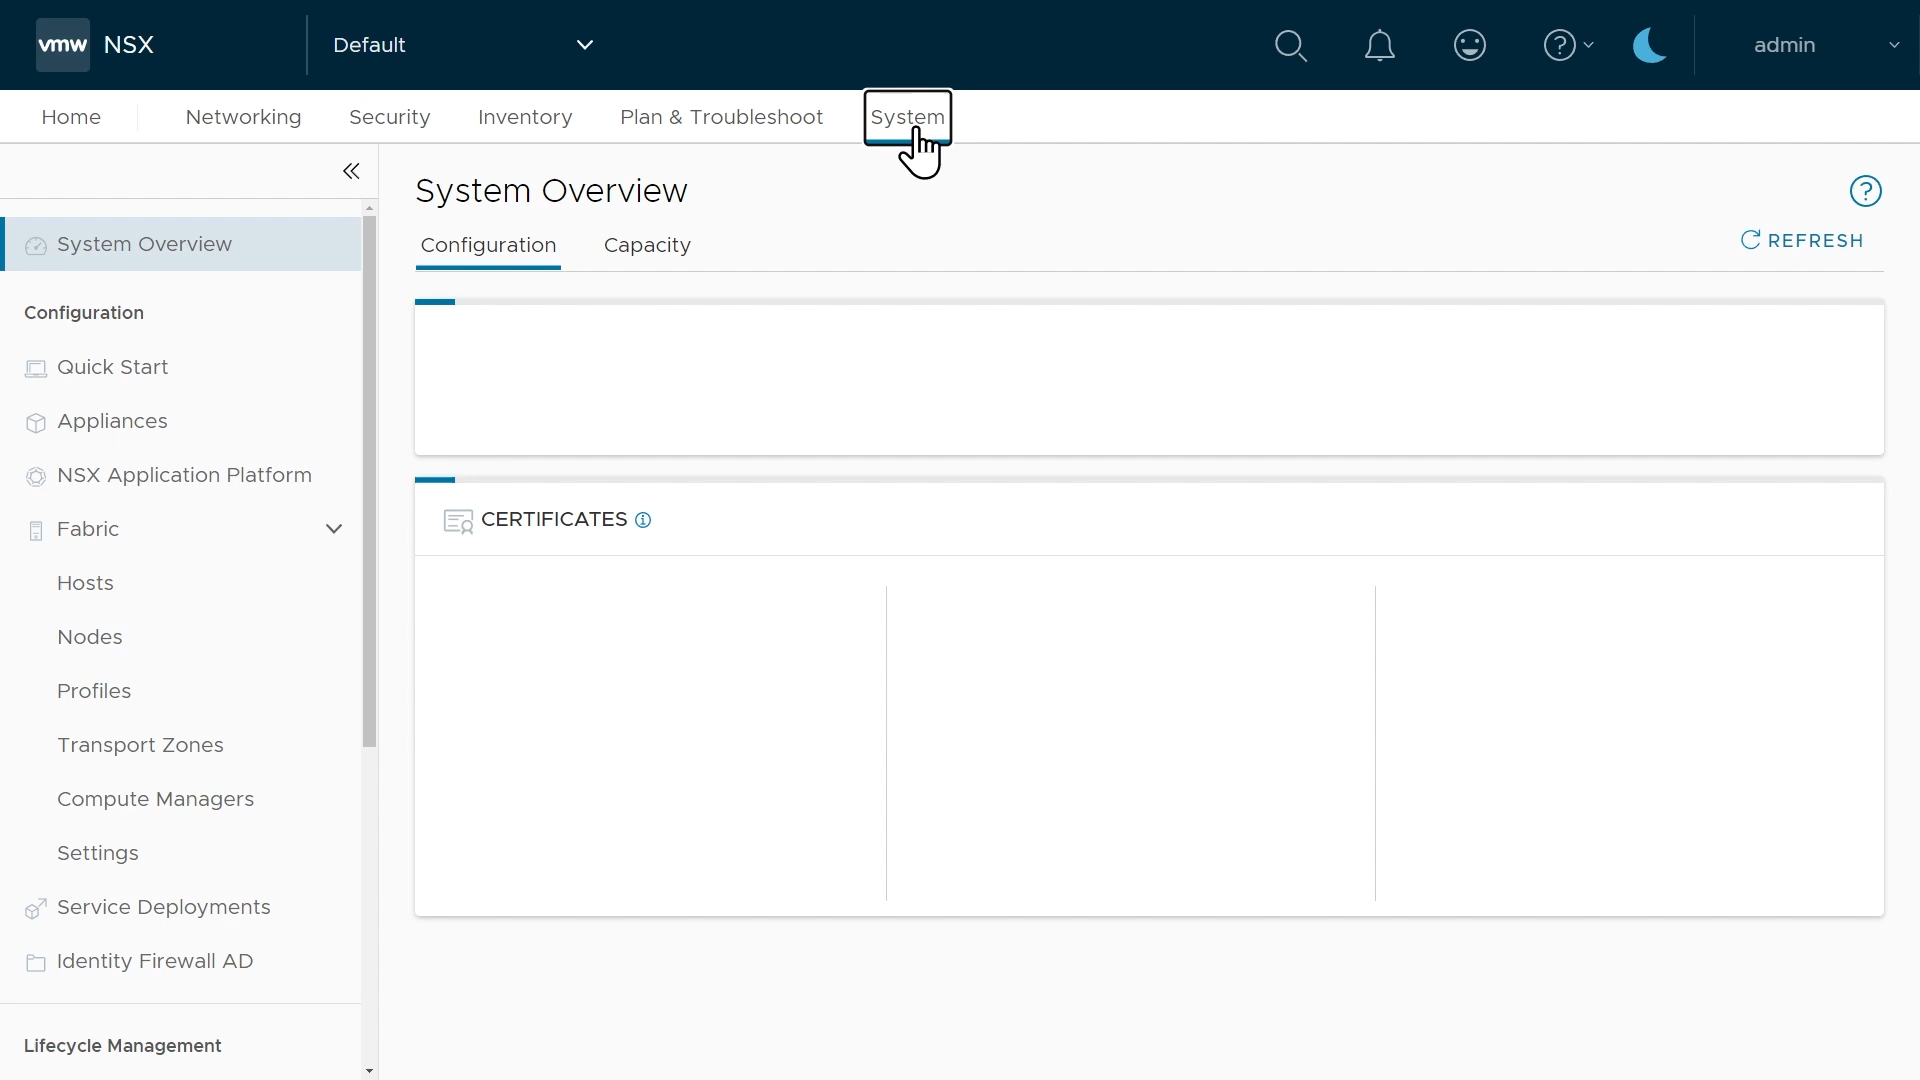 vmw NSX
Default
admin
Home
Networking
Security
Inventory
Plan & Troubleshoot
System
System Overview
Configuration
Quick Start
Appliances
NSX Application Platform
Fabric
Hosts
Nodes
Profiles
Transport Zones
Compute Managers
Settings
Service Deployments
Identity Firewall AD
Lifecycle Management
System Overview
Configuration
Capacity
REFRESH
CERTIFICATES